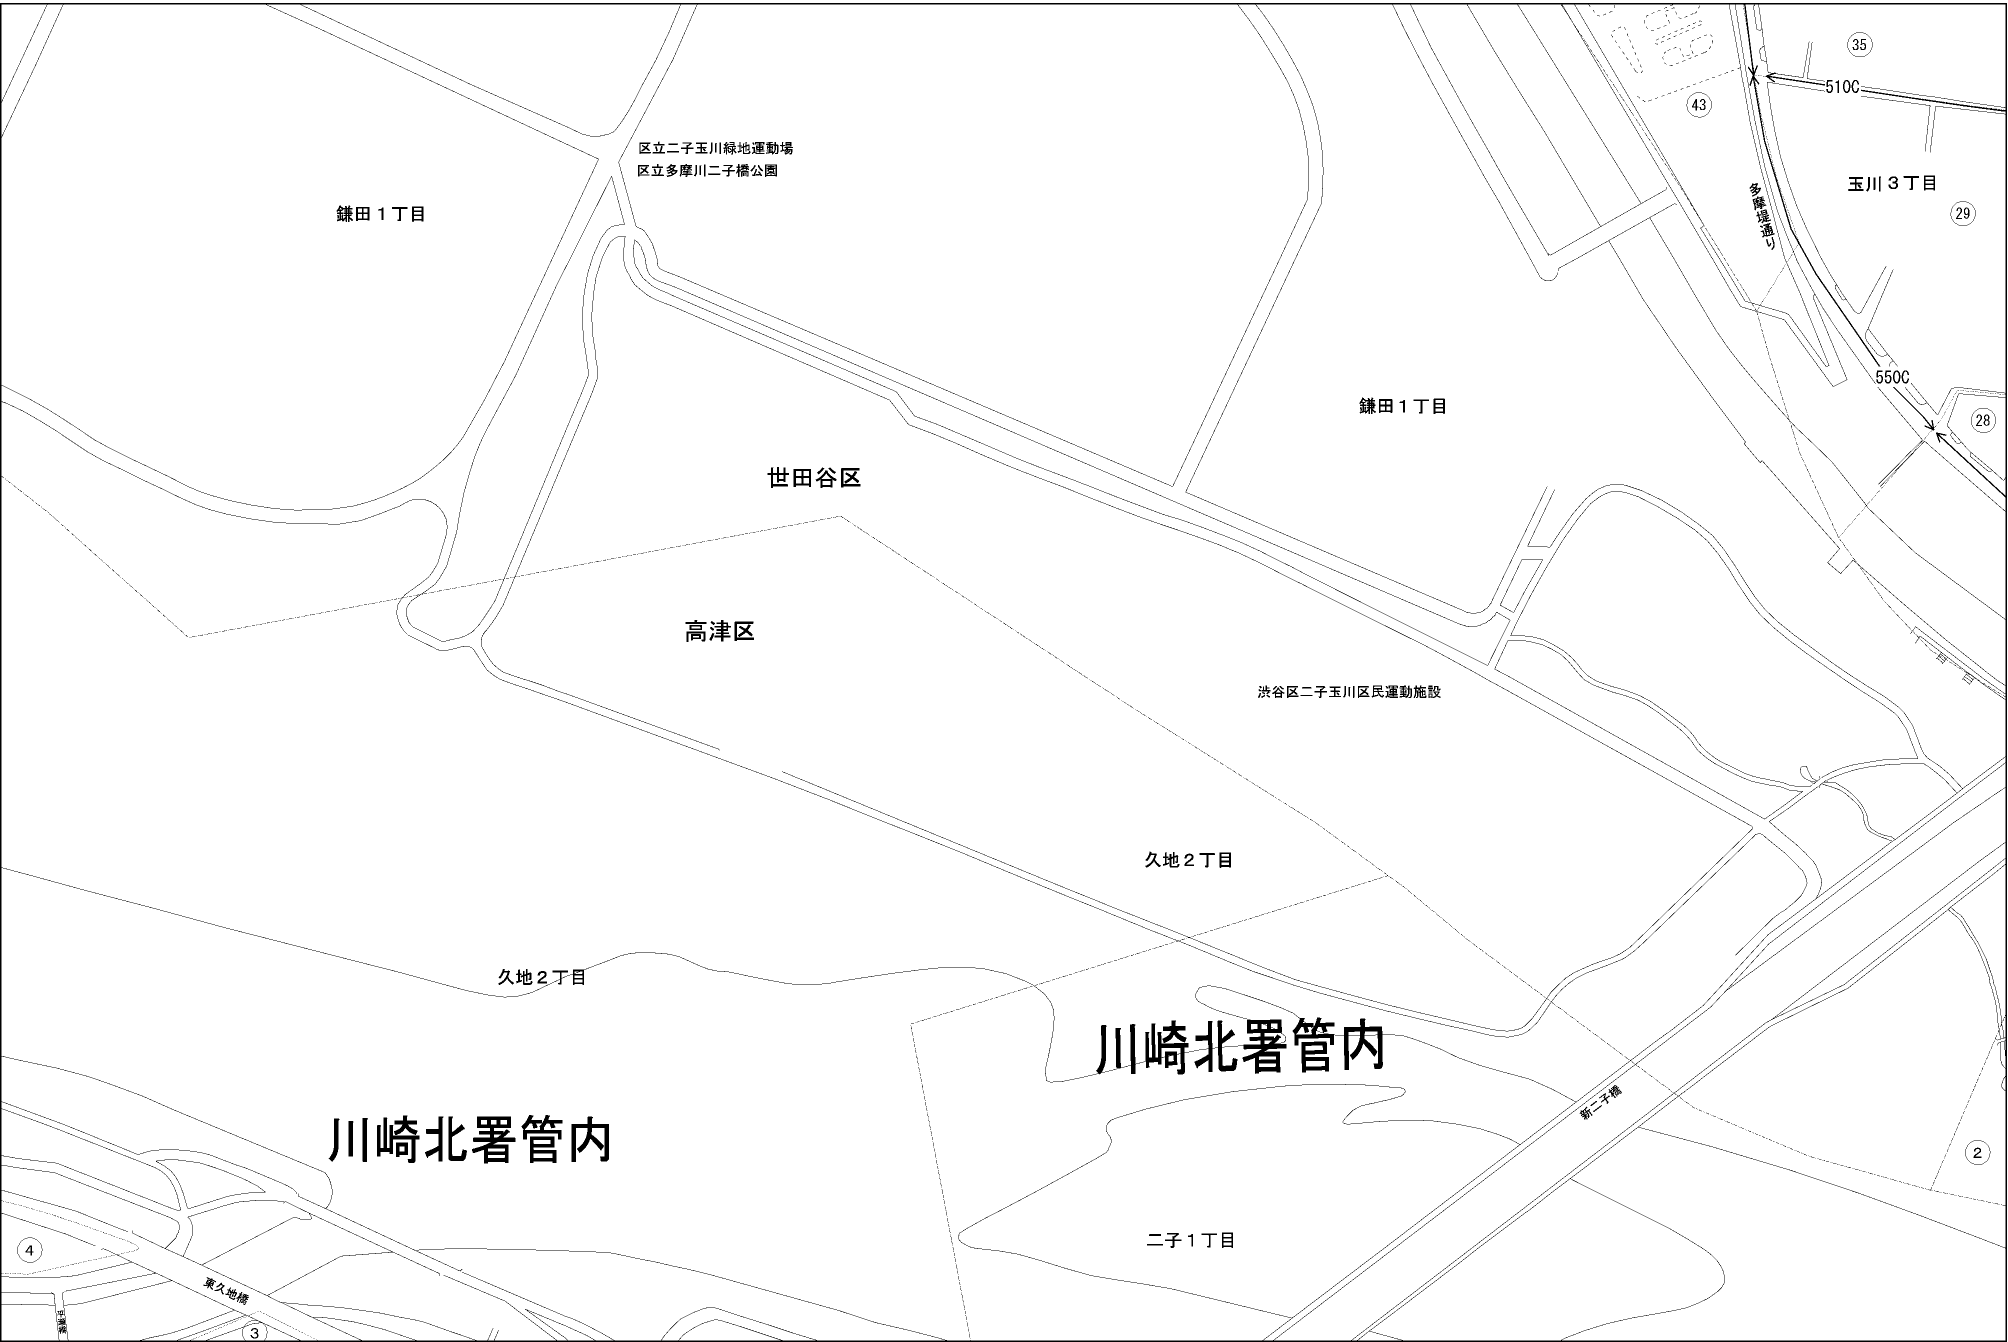 35
510C
43
区立二子玉川緑地運動場
区立多摩川二子橋公園
玉川３丁目
鎌田１丁目
29
多摩堤通り
550C
鎌田１丁目
28
世田谷区
高津区
渋谷区二子玉川区民運動施設
久地２丁目
久地２丁目
川崎北署管内
新二子橋
川崎北署管内
2
二子１丁目
4
東久地橋
3